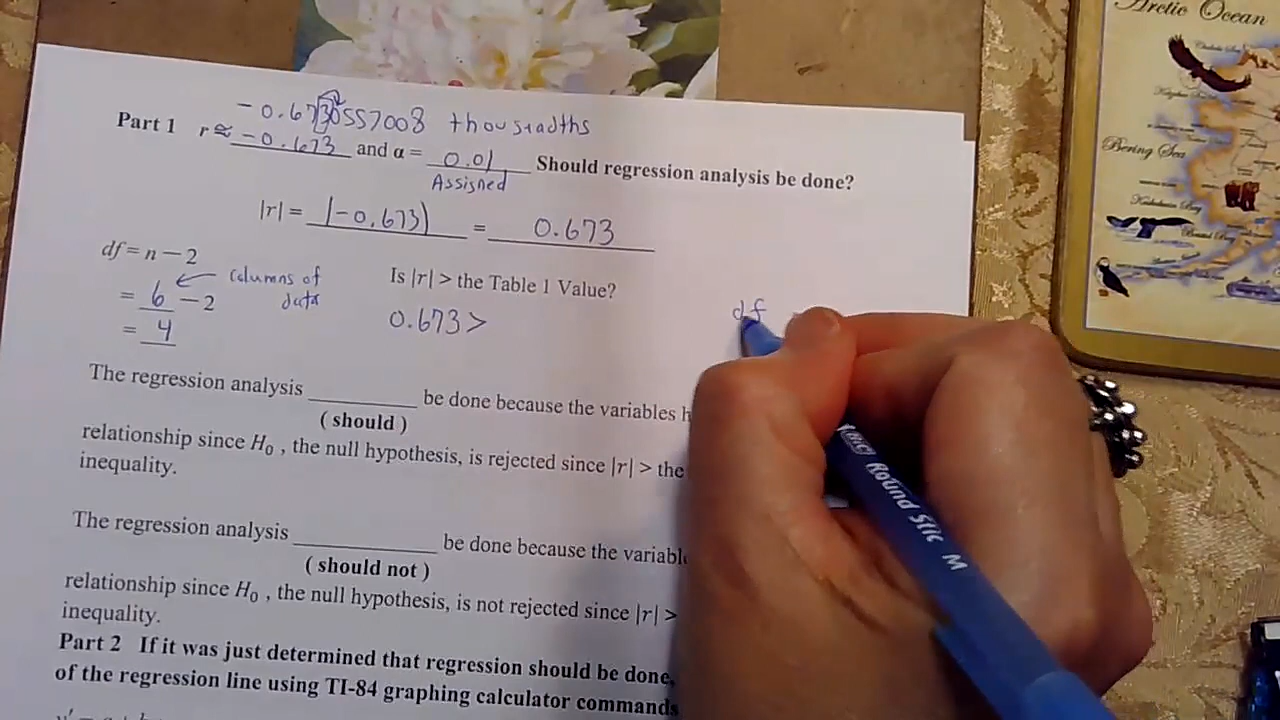 -0.67305557008 thoustadths
Part 1 r ≈ -0.673 and α = 0.01 Should regression analysis be done?
Assigned
|r| = |-0.673| = 0.673
df = n - 2
= 6 - 2
columns of data
= 4
Is |r| > the Table 1 Value?
0.673 >
df
The regression analysis ________ be done because the variables
( should )
relationship since H0 , the null hypothesis, is rejected since |r| > the
inequality.
The regression analysis ________ be done because the
( should not )
relationship since H0 , the null hypothesis, is not rejected since |r| >
inequality.
Part 2 If it was just determined that regression should be done,
of the regression line using TI-84 graphing calculator commands
BIC Round Stic M
Arctic Ocean
Bering Sea